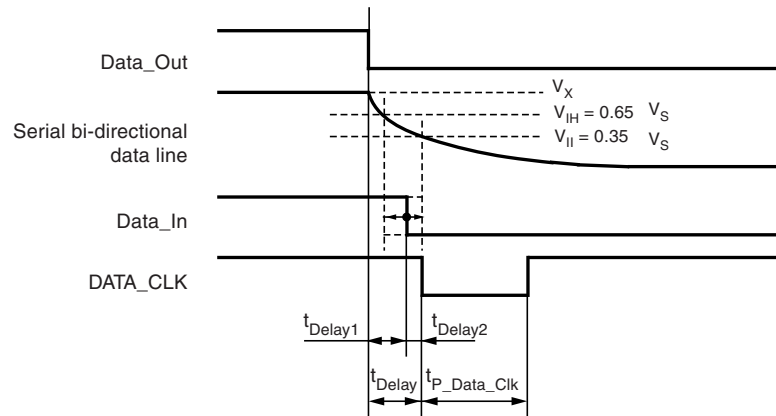 Data_Out
V_X
V_IH = 0.65 V_S
Serial bi-directional
data line
V_Il = 0.35 V_S
Data_In
DATA_CLK
t_Delay1 t_Delay2
t_Delay t_P_Data_Clk